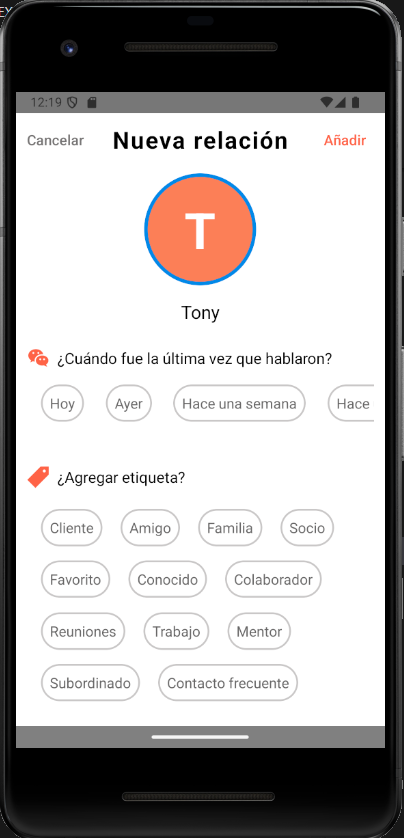 12:19
Cancelar Nueva relación Añadir
T
Tony
¿Cuándo fue la última vez que hablaron?
Hoy Ayer Hace una semana Hace
¿Agregar etiqueta?
Cliente Amigo Familia Socio
Favorito Conocido Colaborador
Reuniones Trabajo Mentor
Subordinado Contacto frecuente